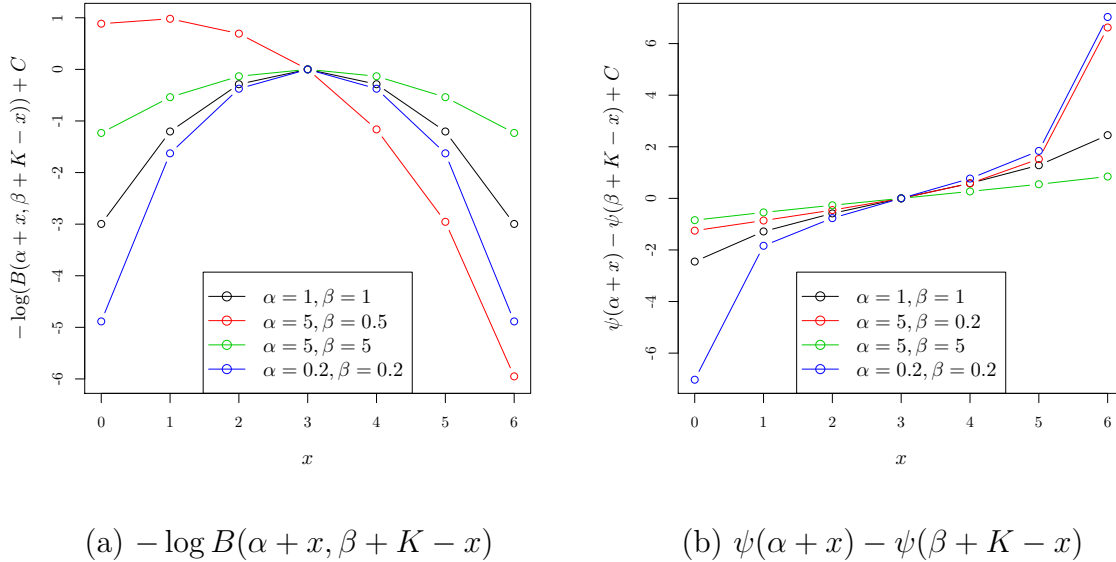 −log(B(α + x, β + K − x)) + C
1
0
-1
-2
-3
-4
-5
-6
0 1 2 3 4 5 6
x
α = 1, β = 1
α = 5, β = 0.5
α = 5, β = 5
α = 0.2, β = 0.2
(a) − log B(α + x, β + K − x)
ψ(α + x) − ψ(β + K − x) + C
6
4
2
0
-2
-4
-6
0 1 2 3 4 5 6
x
α = 1, β = 1
α = 5, β = 0.2
α = 5, β = 5
α = 0.2, β = 0.2
(b) ψ(α + x) − ψ(β + K − x)